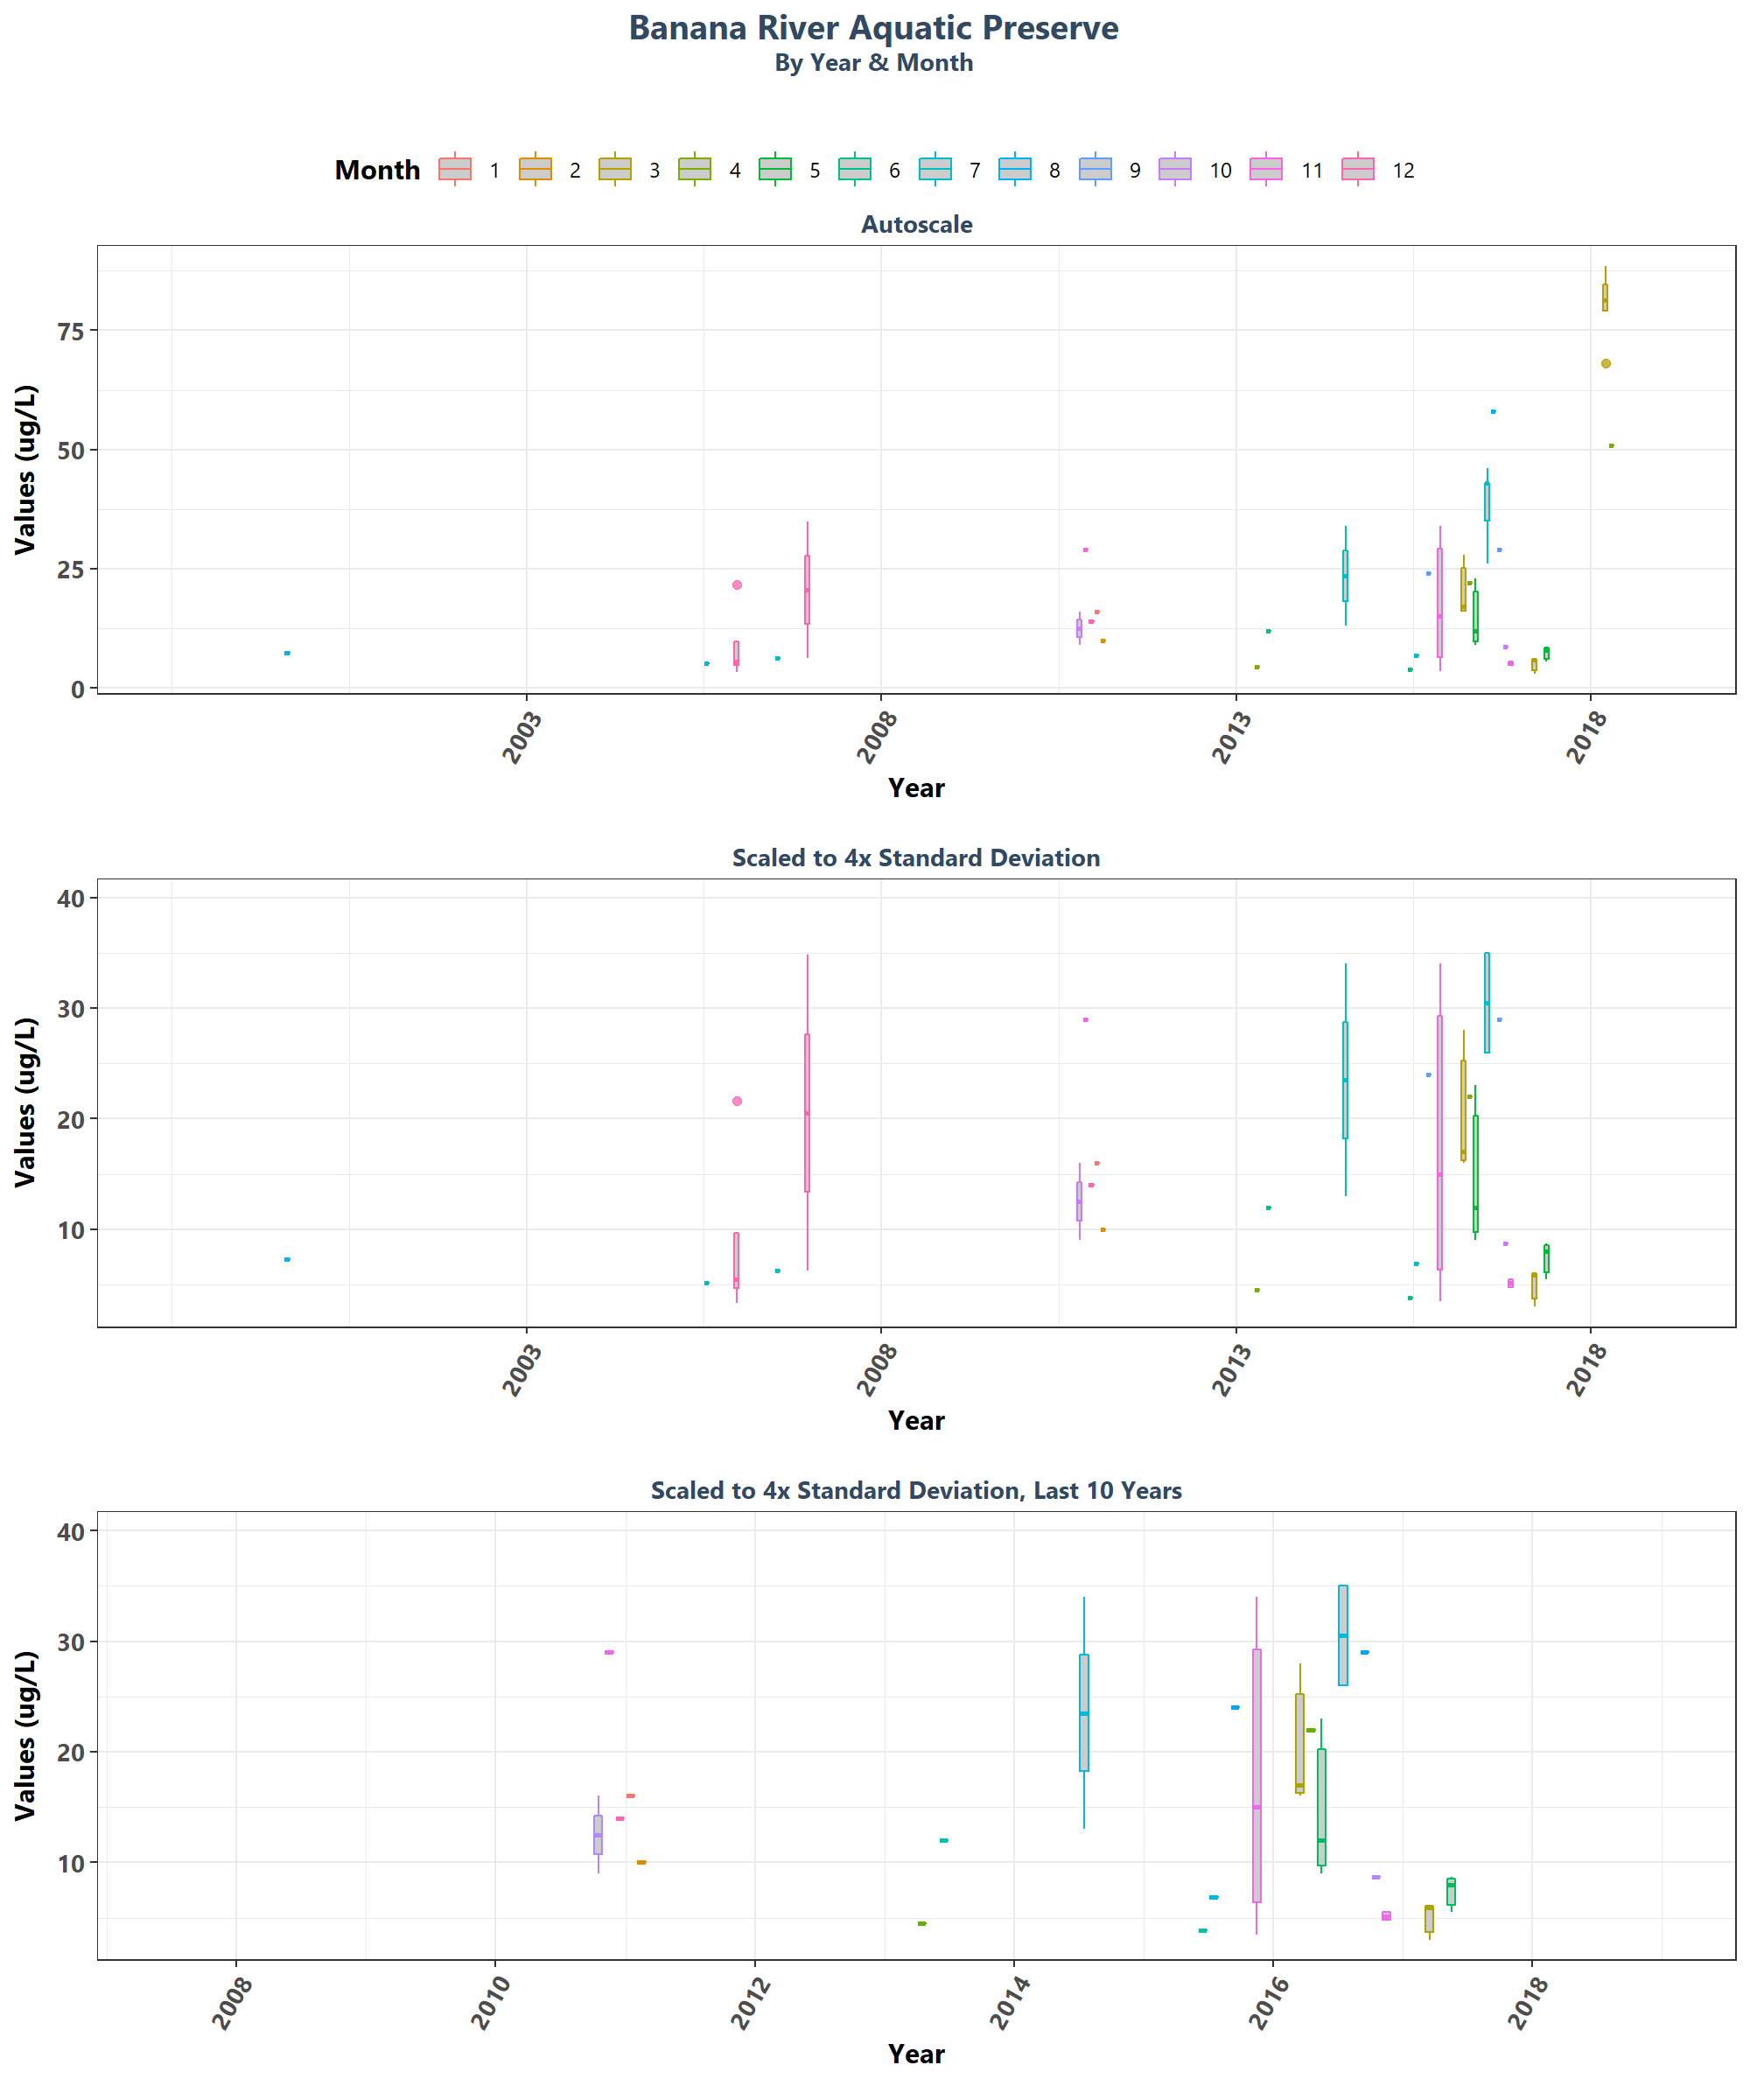 Banana River Aquatic Preserve
By Year & Month
Month 1 2 3 4 5 6 7 8 9 10 11 12
Autoscale
Values (ug/L)
75
50
25
0
2003 2008 2013 2018
Year
Scaled to 4x Standard Deviation
Values (ug/L)
40
30
20
10
2003 2008 2013 2018
Year
Scaled to 4x Standard Deviation, Last 10 Years
Values (ug/L)
40
30
20
10
2008 2010 2012 2014 2016 2018
Year